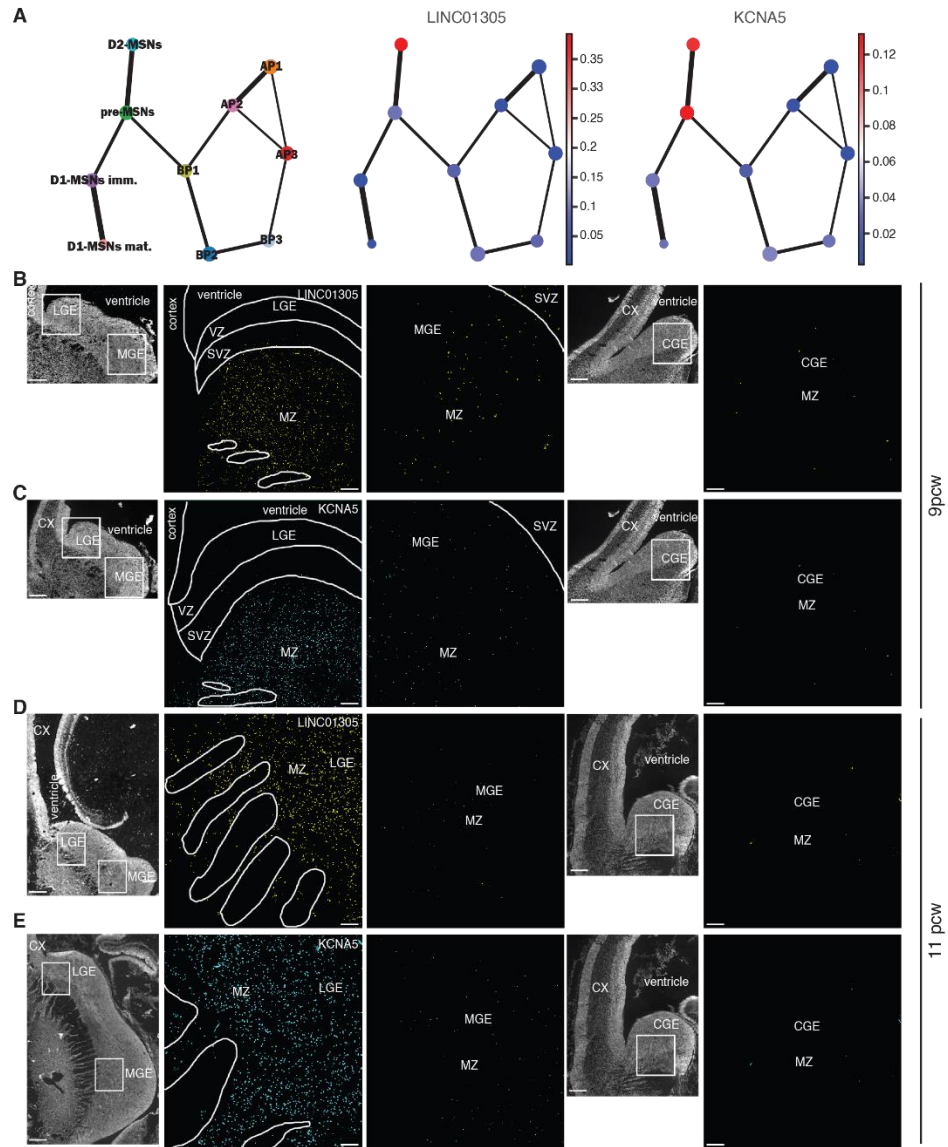 A
LINC01305
KCNA5
D2-MSNs
AP1
AP2
pre-MSNs
AP3
BP1
D1-MSNs imm.
BP3
D1-MSNs mat.
BP2
0.35
0.3
0.25
0.2
0.15
0.1
0.05
0.12
0.1
0.08
0.06
0.04
0.02
B
cortex
ventricle
LGE
MGE
cortex
ventricle
LINC01305
LGE
VZ
SVZ
MZ
SVZ
MGE
MZ
CX
ventricle
CGE
CGE
MZ
9pcw
C
CX
ventricle
LGE
MGE
cortex
ventricle
KCNA5
LGE
VZ
SVZ
MZ
MGE
SVZ
MZ
CX
ventricle
CGE
CGE
MZ
D
CX
ventricle
LGE
MGE
LINC01305
MZ
LGE
MGE
MZ
CX
ventricle
CGE
CGE
MZ
11 pcw
E
CX
LGE
MGE
KCNA5
MZ
LGE
MGE
MZ
CX
ventricle
CGE
CGE
MZ